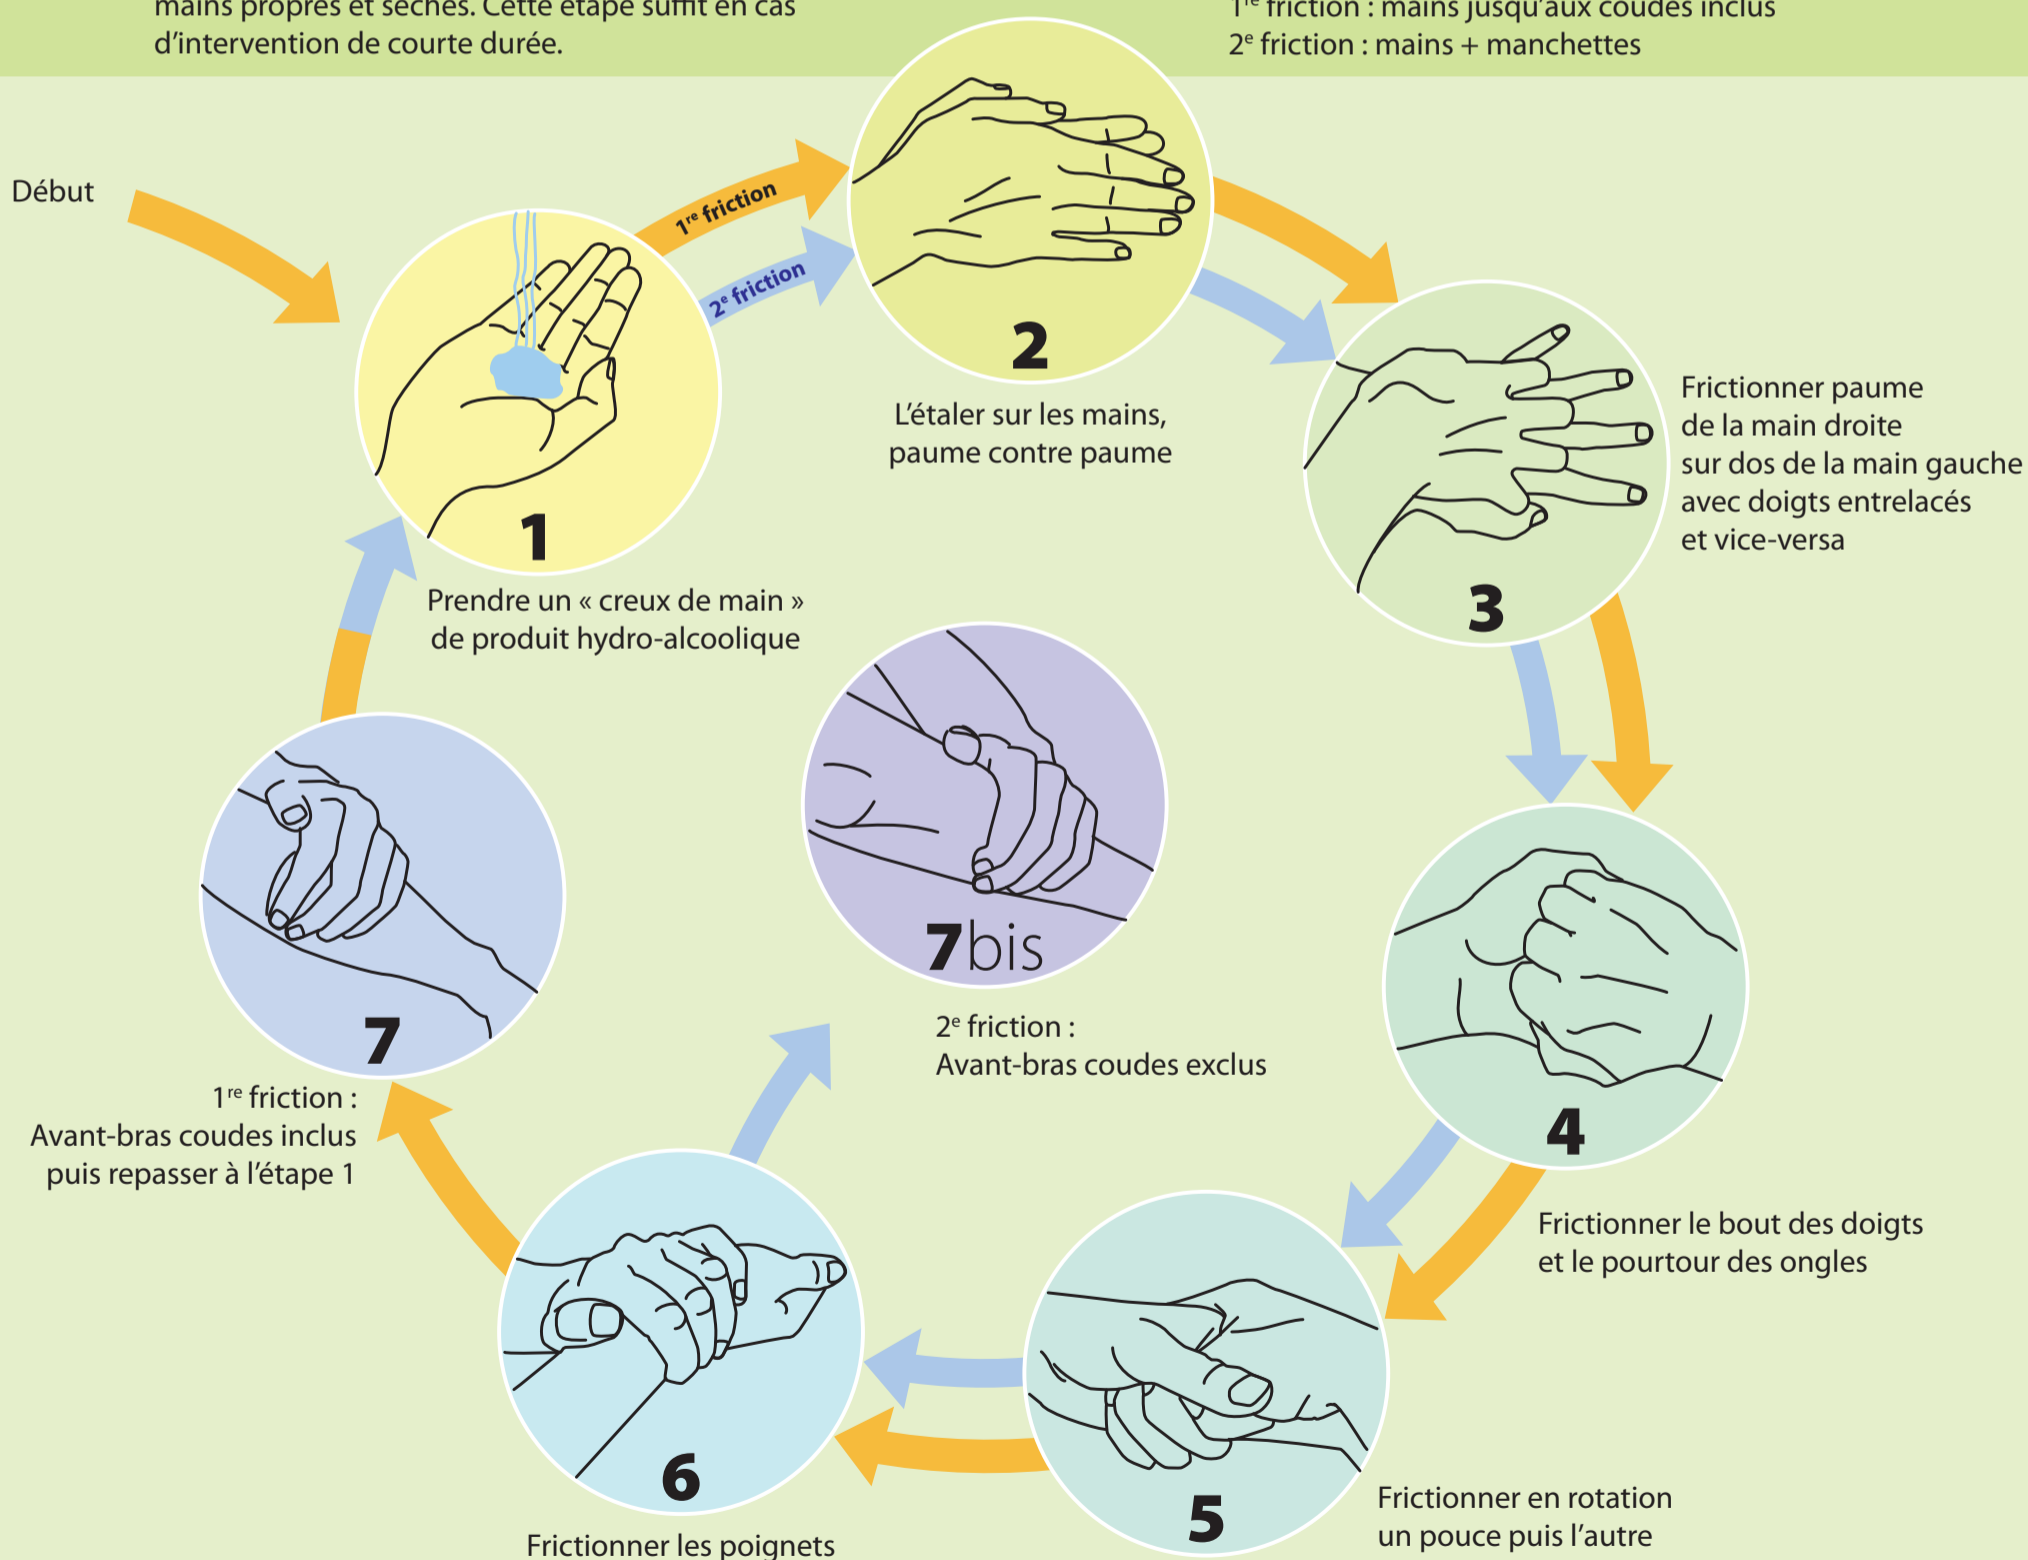 mains propres et sèches. Cette étape suffit en cas
d’intervention de courte durée.
1re friction : mains jusqu’aux coudes inclus
2e friction : mains + manchettes
Début
1re friction
2e friction
1
Prendre un « creux de main »
de produit hydro-alcoolique
2
L’étaler sur les mains,
paume contre paume
3
Frictionner paume
de la main droite
sur dos de la main gauche
avec doigts entrelacés
et vice-versa
4
Frictionner le bout des doigts
et le pourtour des ongles
5
Frictionner en rotation
un pouce puis l’autre
6
Frictionner les poignets
7
1re friction :
Avant-bras coudes inclus
puis repasser à l’étape 1
7bis
2e friction :
Avant-bras coudes exclus